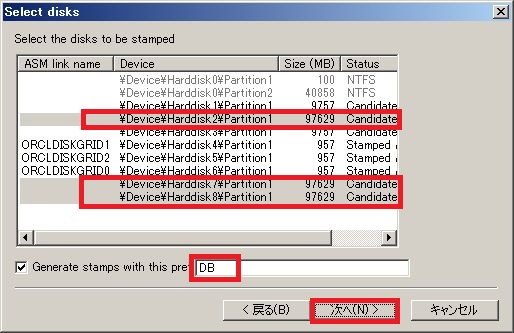 Select disks
Select the disks to be stamped
ASM link name Device Size (MB) Status
¥Device¥Harddisk0¥Partition1 100 NTFS
¥Device¥Harddisk0¥Partition2 40858 NTFS
¥Device¥Harddisk1¥Partition1 9757 Candidate
¥Device¥Harddisk2¥Partition1 97629 Candidate
¥Device¥Harddisk3¥Partition1 9757 Candidate
ORCLDISKGRID1 ¥Device¥Harddisk4¥Partition1 957 Stamped
ORCLDISKGRID2 ¥Device¥Harddisk5¥Partition1 957 Stamped
ORCLDISKGRID0 ¥Device¥Harddisk6¥Partition1 957 Stamped
¥Device¥Harddisk7¥Partition1 97629 Candidate
¥Device¥Harddisk8¥Partition1 97629 Candidate
Generate stamps with this pref DB
< 戻る(B) 次へ(N) > キャンセル